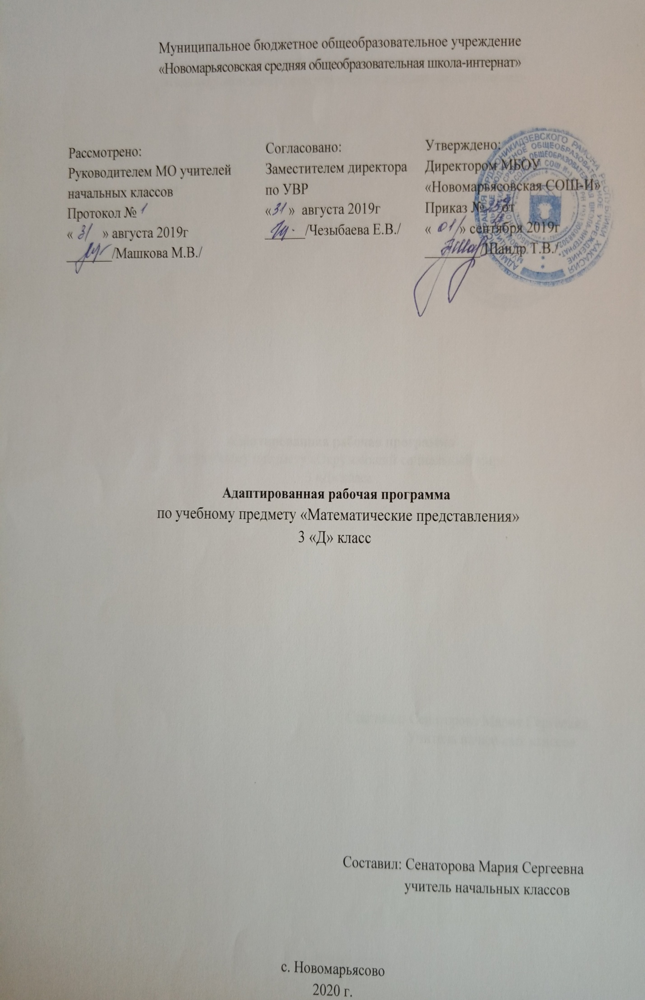 Муниципальное бюджетное общеобразовательное учреждение
«Новомарьясовская средняя общеобразовательная школа-интернат»
Рассмотрено:
Руководителем МО учителей
начальных классов
Протокол № 1
« 31 » августа 2019г
/Машкова М.В./
Согласовано:
Заместителем директора
по УВР
«31» августа 2019г
/Чезыбаева Е.В./
Утверждено:
Директором МБОУ
«Новомарьясовская СОШ-И»
Приказ № от
« 01 » сентября 2019г
/Шандр Т.В./
Адаптированная рабочая программа
по учебному предмету «Математические представления»
3 «Д» класс
Составил: Сенаторова Мария Сергеевна
учитель начальных классов
с. Новомарьясово
2020 г.